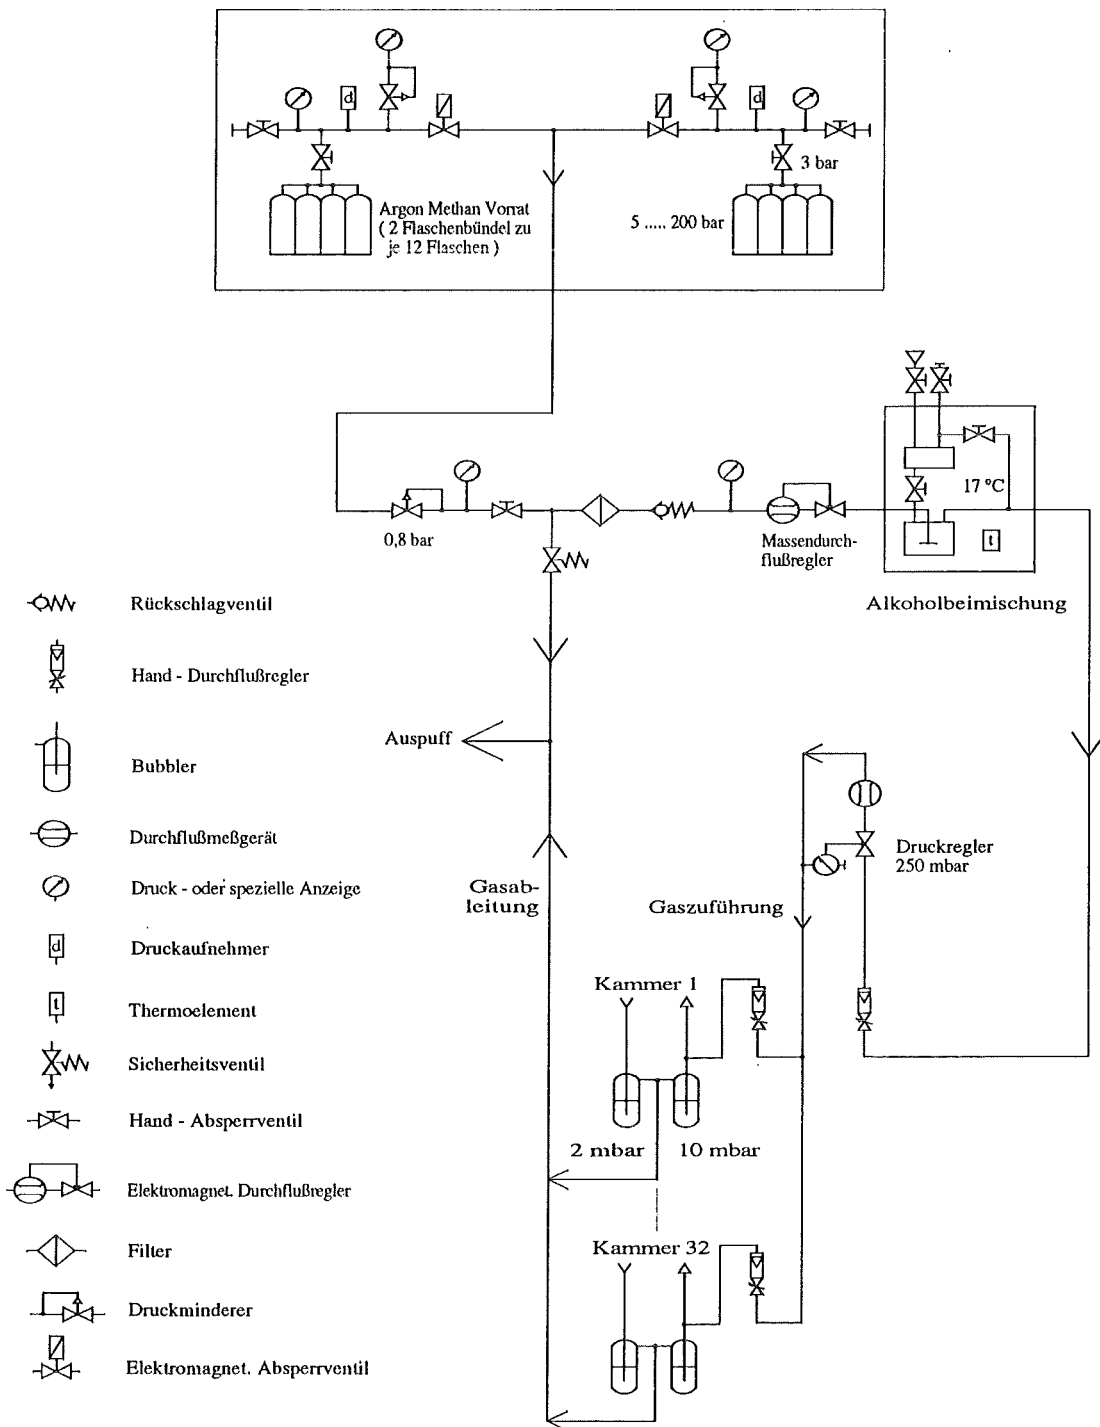 d
d
3 bar
Argon Methan Vorrat
( 2 Flaschenbündel zu
je 12 Flaschen )
5 ..... 200 bar
17 °C
0,8 bar
Massendurch-
flußregler
t
Alkoholbeimischung
Rückschlagventil
Hand - Durchflußregler
Bubbler
Durchflußmeßgerät
Druck - oder spezielle Anzeige
d
Druckaufnehmer
t
Thermoelement
Sicherheitsventil
Hand - Absperrventil
Elektromagnet. Durchflußregler
Filter
Druckminderer
Elektromagnet. Absperrventil
Auspuff
Druckregler
250 mbar
Gasab-
leitung
Gaszuführung
Kammer 1
2 mbar
10 mbar
Kammer 32